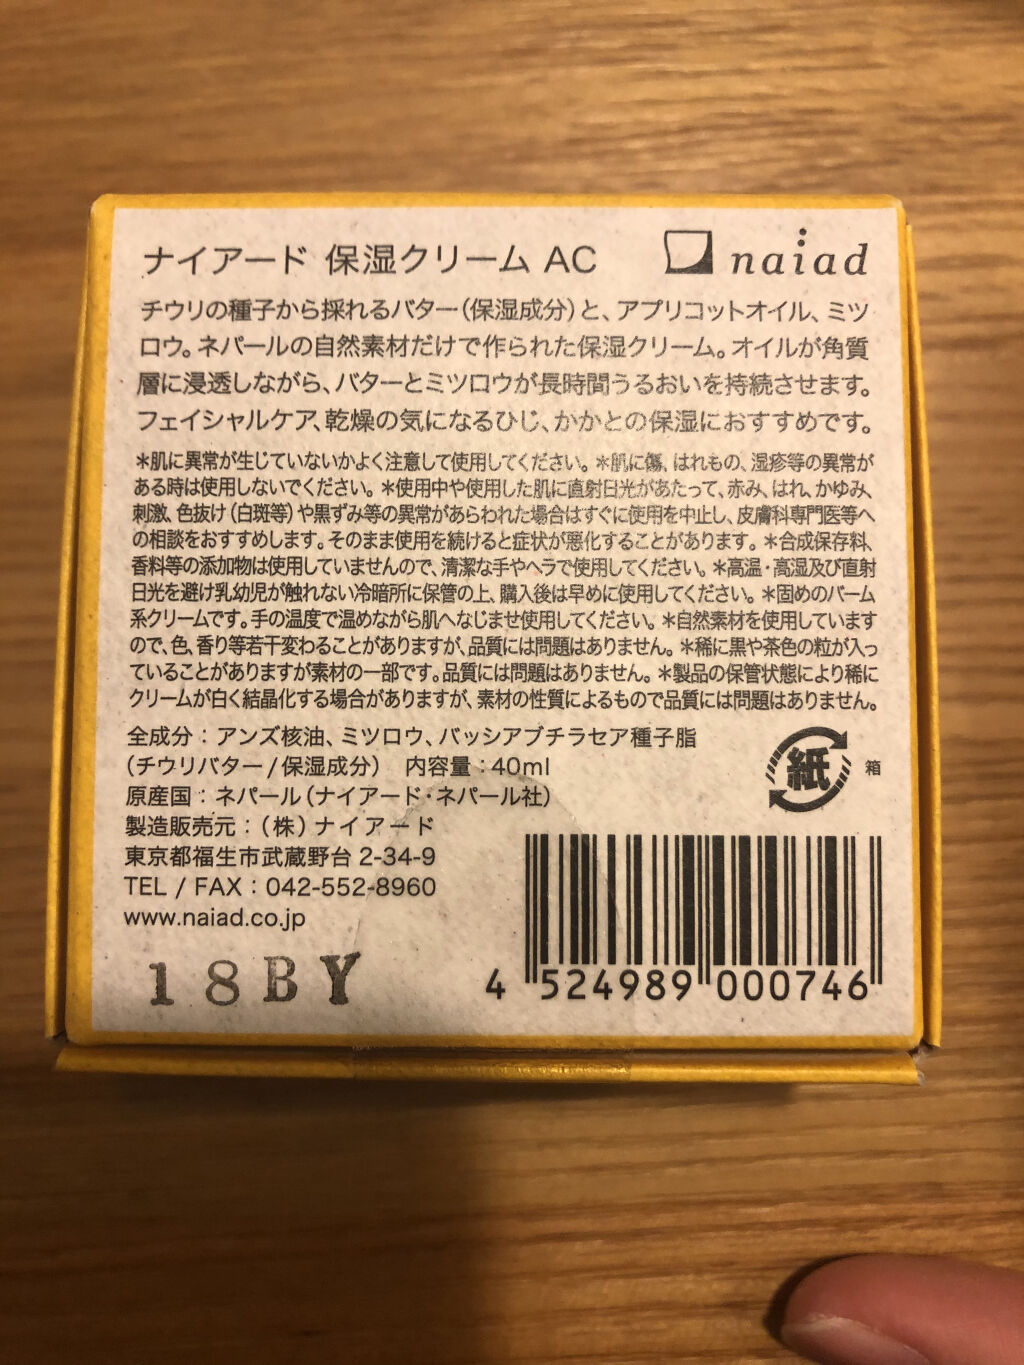 ナイアード 保湿クリーム AC
naiad
チウリの種子から採れるバター(保湿成分)と、アプリコットオイル、ミツ
ロウ。ネパールの自然素材だけで作られた保湿クリーム。オイルが角質
層に浸透しながら、バターとミツロウが長時間うるおいを持続させます。
フェイシャルケア、乾燥の気になるひじ、かかとの保湿におすすめです。
＊肌に異常が生じていないかよく注意して使用してください。＊肌に傷、はれもの、湿疹等の異常が
ある時は使用しないでください。＊使用中や使用した肌に直射日光があたって、赤み、はれ、かゆみ、
刺激、色抜け(白斑等)や黒ずみ等の異常があらわれた場合はすぐに使用を中止し、皮膚科専門医等へ
の相談をおすすめします。そのまま使用を続けると症状が悪化することがあります。＊合成保存料、
香料等の添加物は使用していませんので、清潔な手やヘラで使用してください。＊高温・高湿及び直射
日光を避け乳幼児が触れない冷暗所に保管の上、購入後は早めに使用してください。＊固めのバーム
系クリームです。手の温度で温めながら肌へなじませ使用してください。＊自然素材を使用しています
ので、色、香り等若干変わることがありますが、品質には問題はありません。＊稀に黒や茶色の粒が入っ
ていることがありますが素材の一部です。品質には問題はありません。＊製品の保管状態により稀に
クリームが白く結晶化する場合がありますが、素材の性質によるもので品質には問題はありません。
全成分：アンズ核油、ミツロウ、バッシアブチラセア種子脂
(チウリバター/保湿成分) 内容量：40ml
原産国：ネパール(ナイアード・ネパール社)
製造販売元：(株)ナイアード
東京都福生市武蔵野台 2-34-9
TEL / FAX：042-552-8960
www.naiad.co.jp
紙 箱
18BY
4 524989 000746